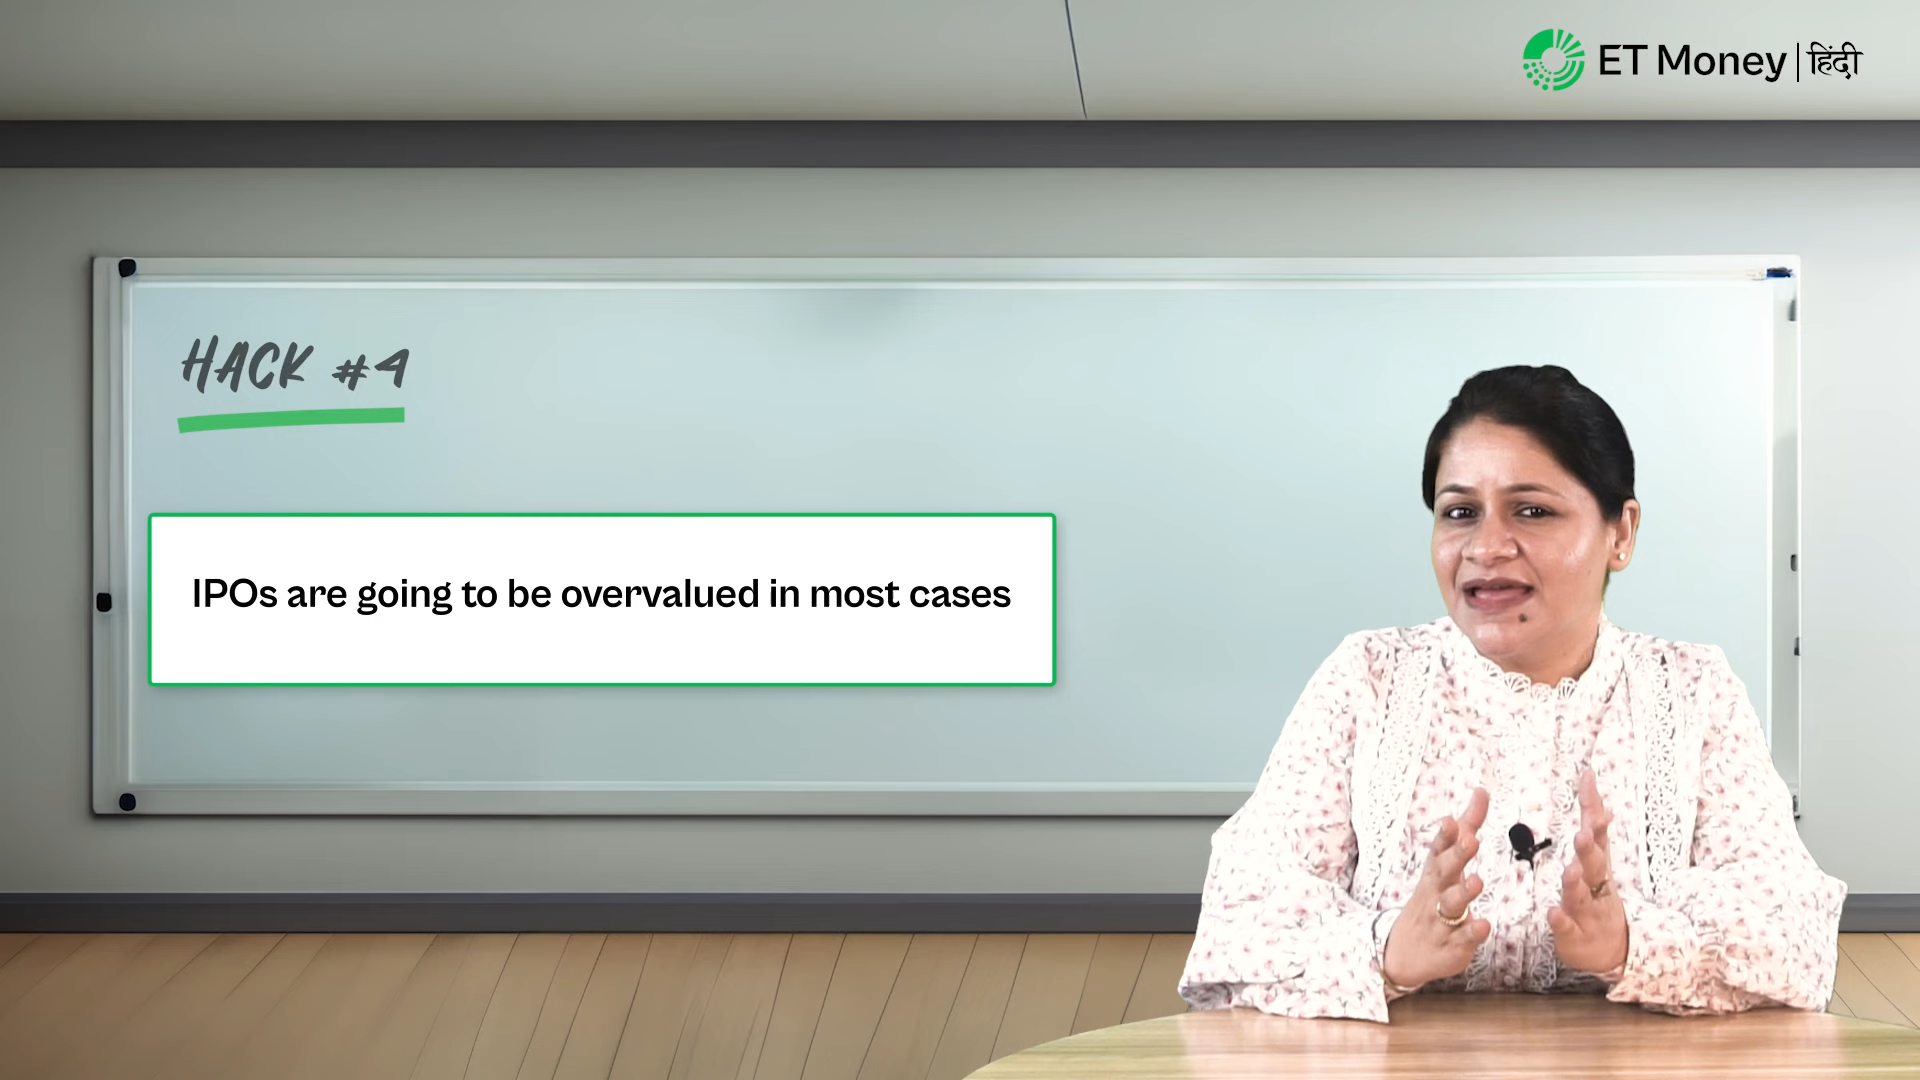 ET Money | हिंदी
HACK #4
IPOs are going to be overvalued in most cases